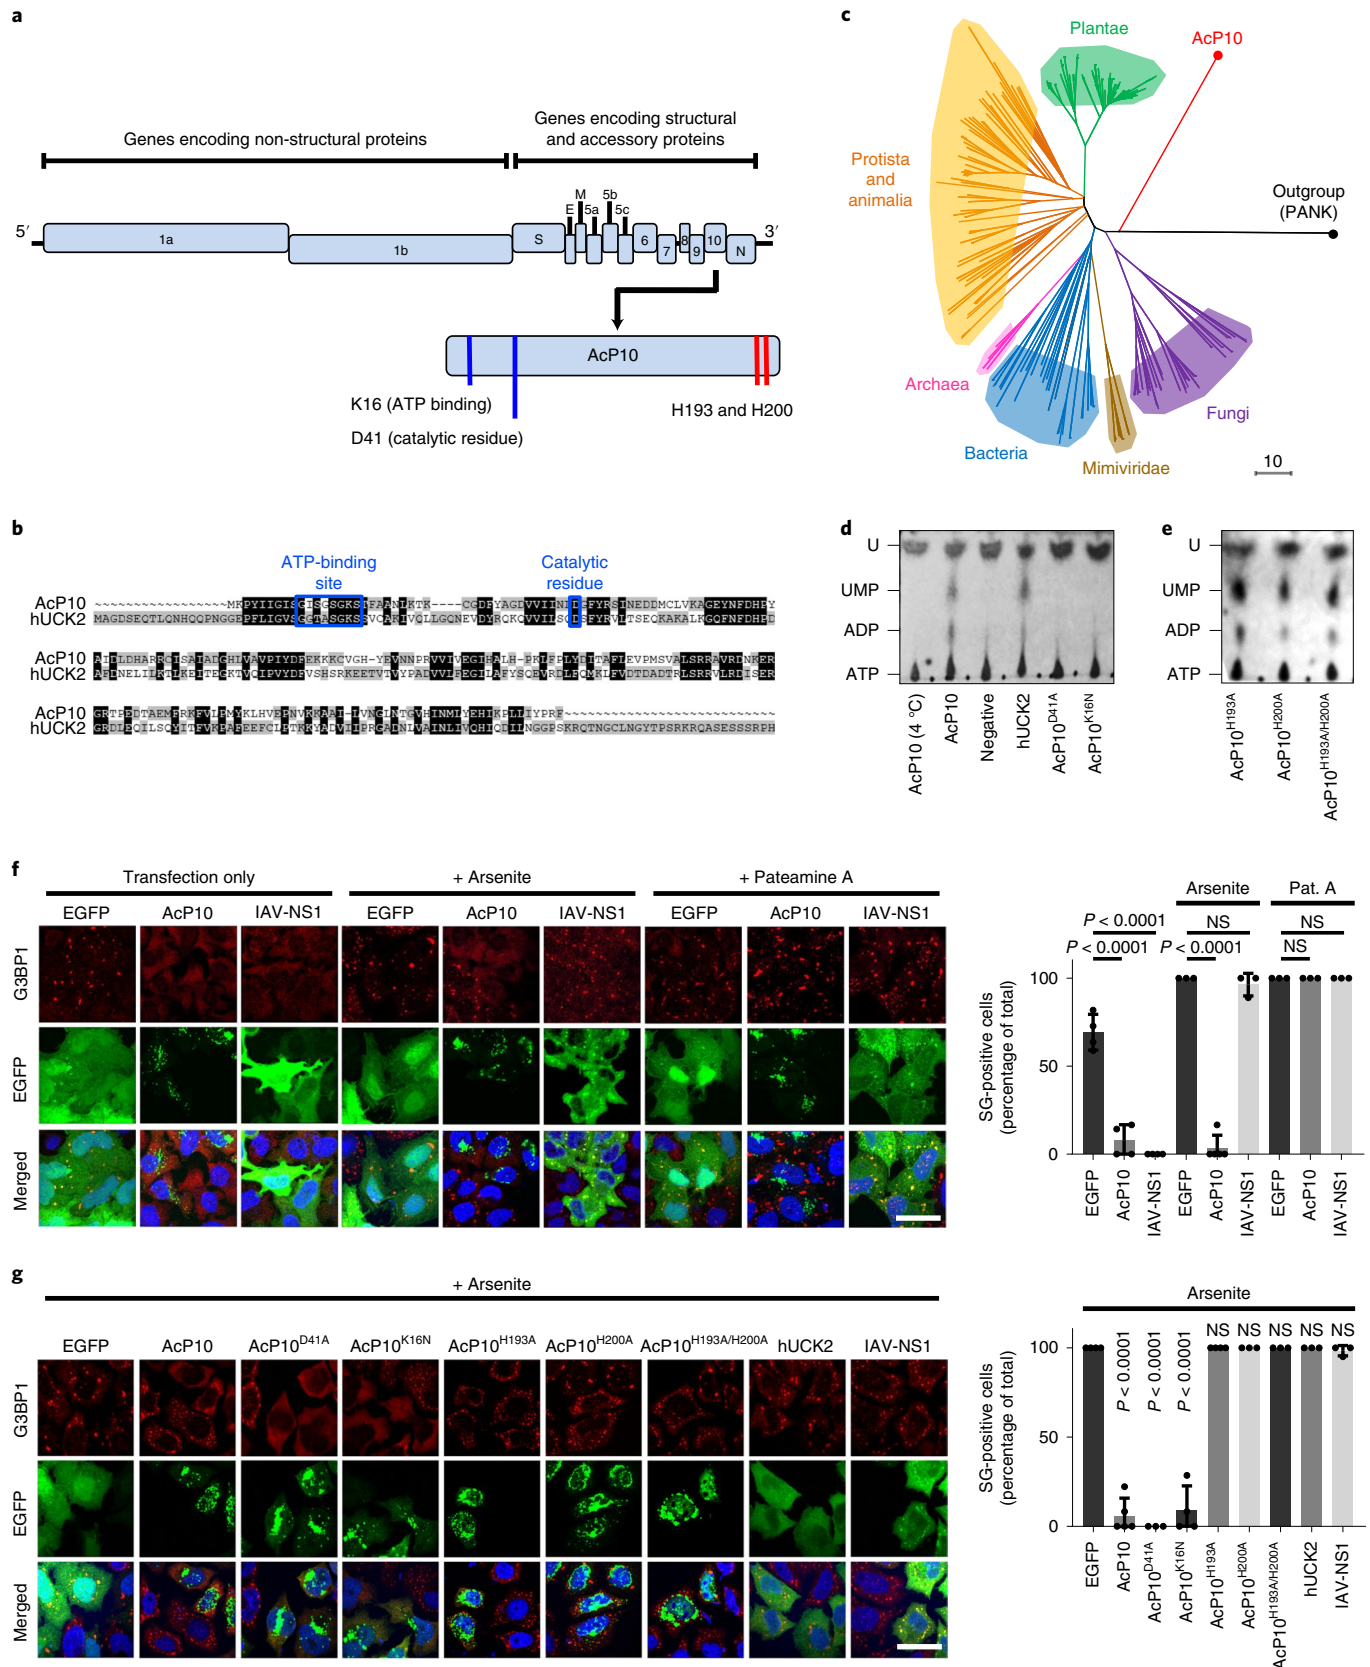 a
Genes encoding non-structural proteins
Genes encoding structural
and accessory proteins
5′
1a
1b
S
E
M
5a
5b
5c
6
7
8
9
10
N
3′
AcP10
K16 (ATP binding)
D41 (catalytic residue)
H193 and H200
c
Plantae
AcP10
Protista
and
animalia
Outgroup
(PANK)
Archaea
Bacteria
Mimiviridae
Fungi
10
b
ATP-binding
site
Catalytic
residue
AcP10
hUCK2
AcP10
hUCK2
AcP10
hUCK2
d
U
UMP
ADP
ATP
AcP10 (4 °C)
AcP10
Negative
hUCK2
AcP10D41A
AcP10K16N
e
U
UMP
ADP
ATP
AcP10H193A
AcP10H200A
AcP10H193A/H200A
f
Transfection only
+ Arsenite
+ Pateamine A
EGFP AcP10 IAV-NS1 EGFP AcP10 IAV-NS1 EGFP AcP10 IAV-NS1
G3BP1
EGFP
Merged
Arsenite
Pat. A
P < 0.0001
NS
NS
P < 0.0001
P < 0.0001
NS
SG-positive cells
(percentage of total)
100
50
0
EGFP
AcP10
IAV-NS1
EGFP
AcP10
IAV-NS1
EGFP
AcP10
IAV-NS1
g
+ Arsenite
EGFP AcP10 AcP10D41A AcP10K16N AcP10H193A AcP10H200A AcP10H193A/H200A hUCK2 IAV-NS1
G3BP1
EGFP
Merged
Arsenite
P < 0.0001
P < 0.0001
P < 0.0001
NS NS NS NS NS
SG-positive cells
(percentage of total)
100
50
0
EGFP
AcP10
AcP10D41A
AcP10K16N
AcP10H193A
AcP10H200A
AcP10H193A/H200A
hUCK2
IAV-NS1